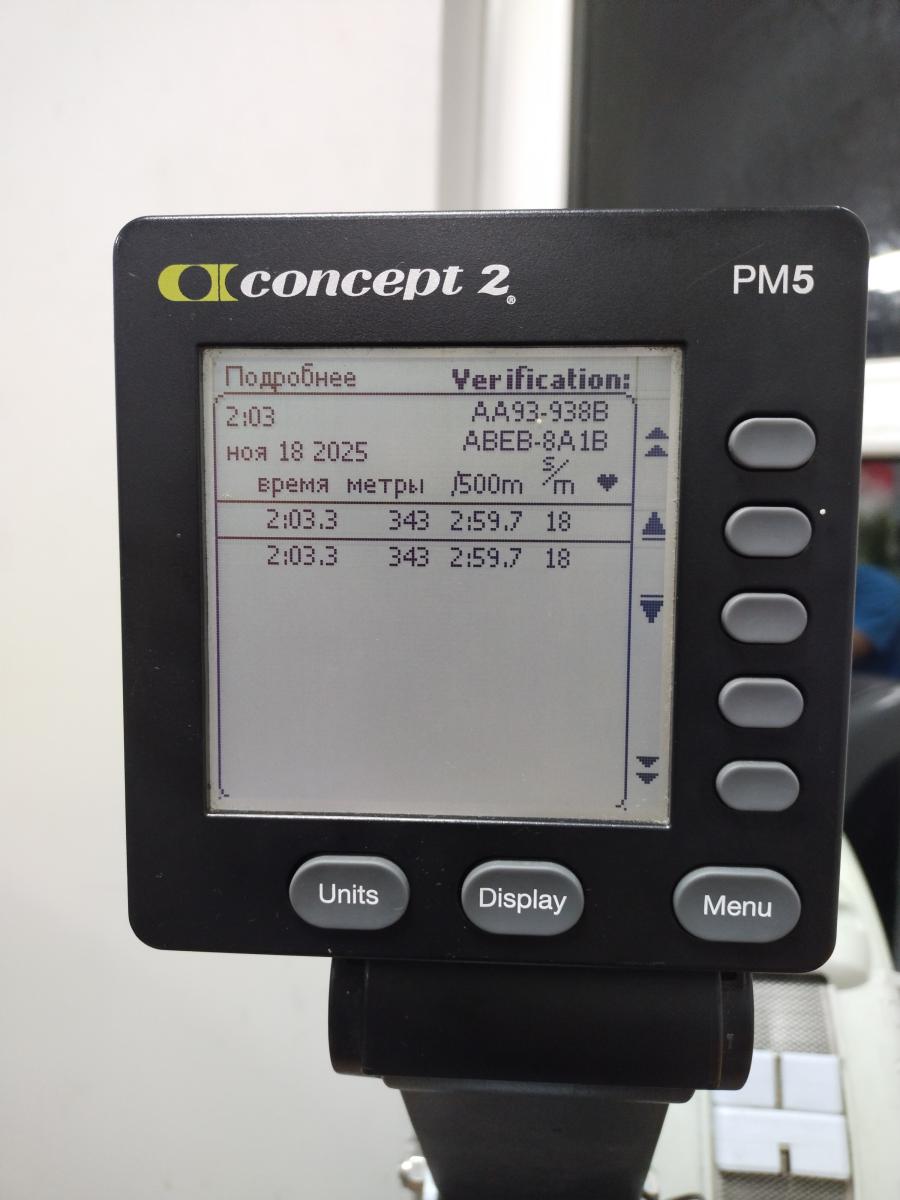 concept 2® PM5
Подробнее Verification:
2:03 AA93-938B
ABEB-8A1B
ноя 18 2025
время метры /500m s/m ♥
2:03.3 343 2:59.7 18
2:03.3 343 2:59.7 18
Units Display Menu